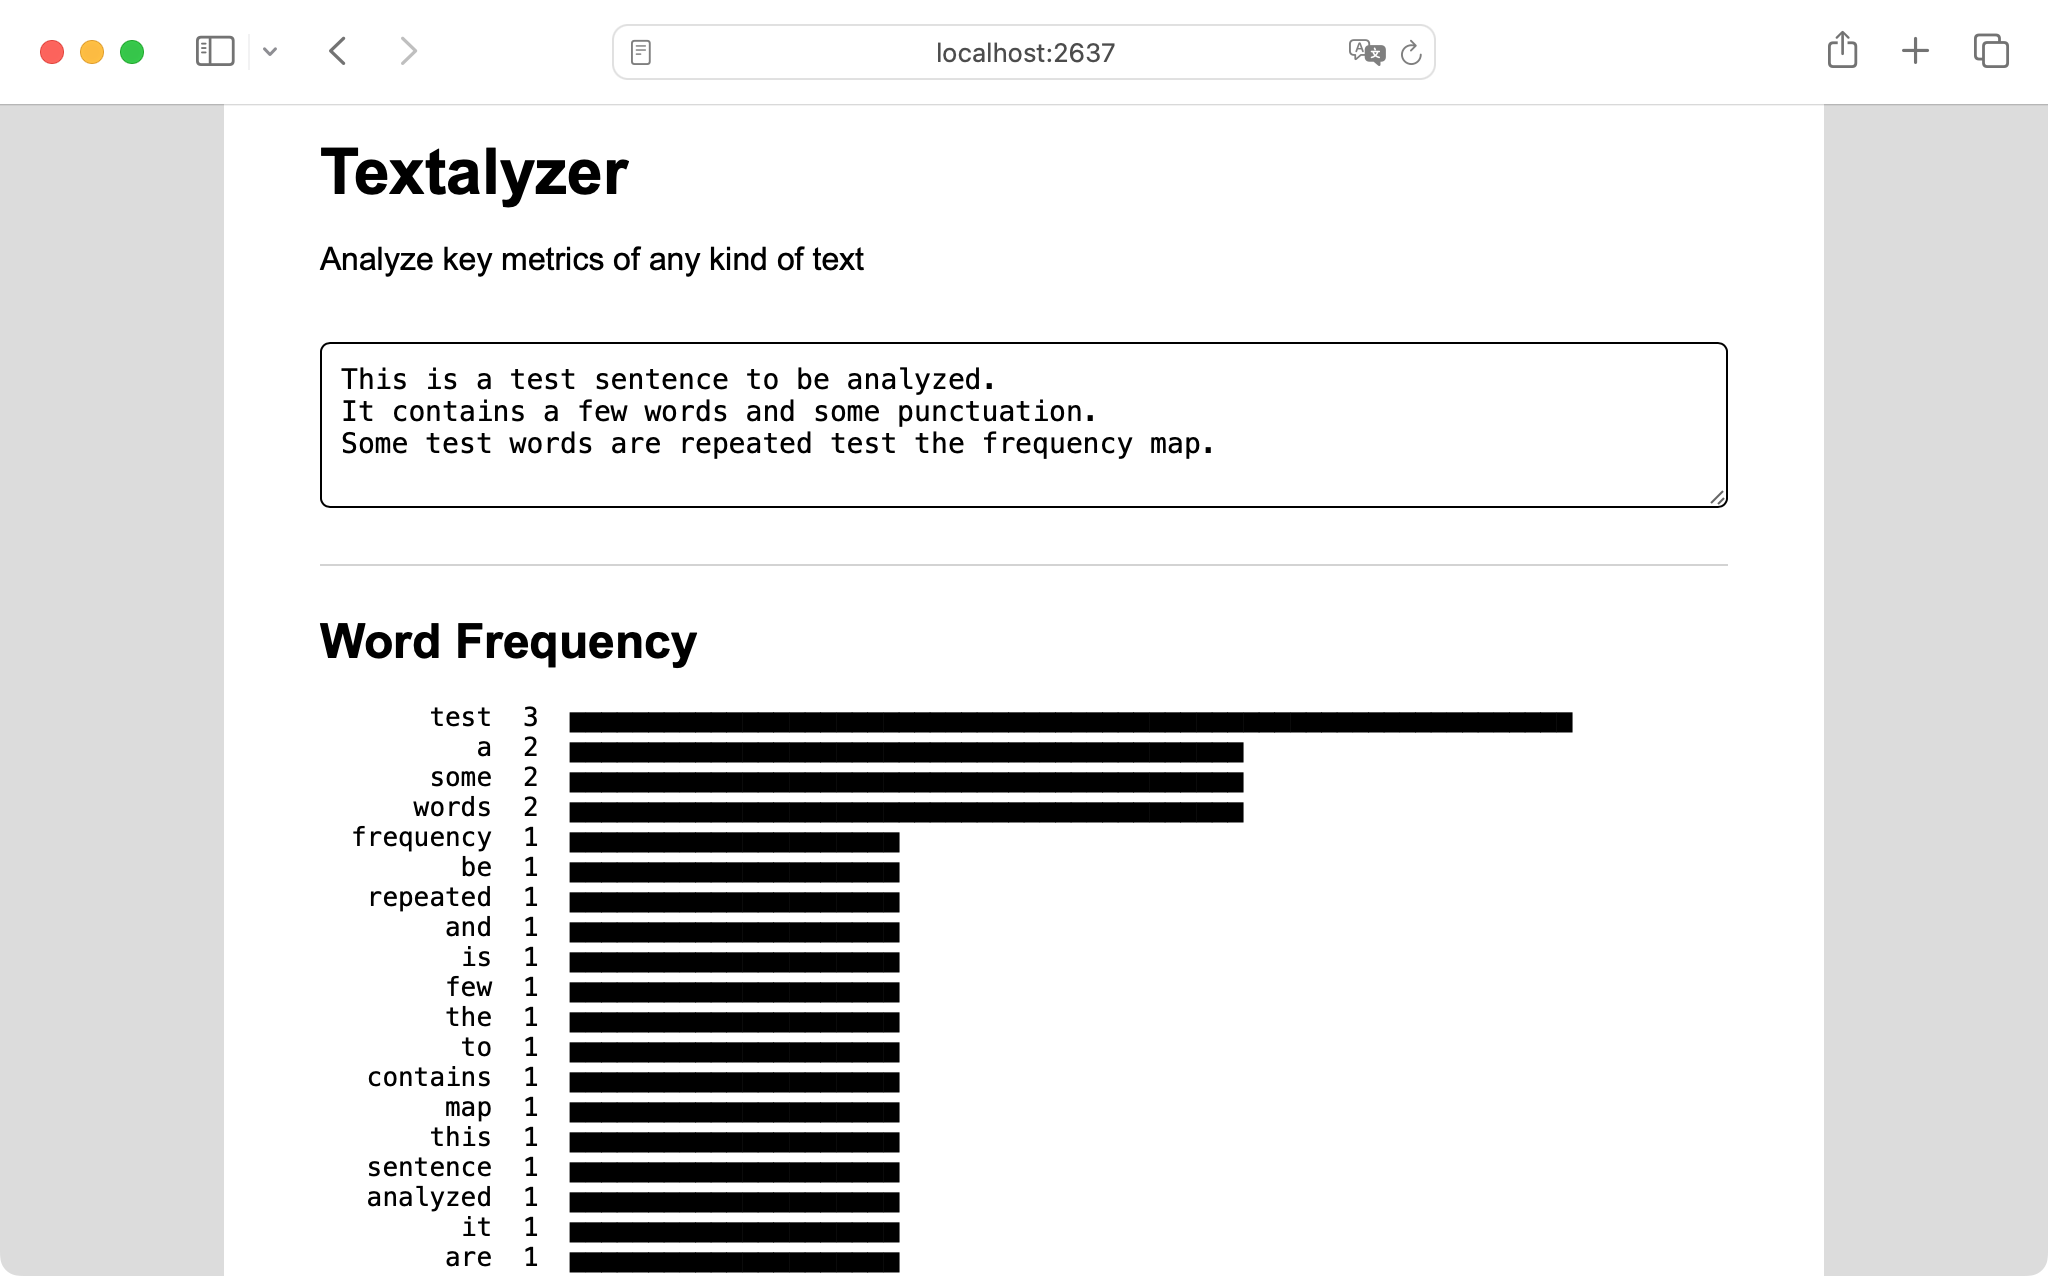 localhost:2637
Textalyzer
Analyze key metrics of any kind of text
This is a test sentence to be analyzed.
It contains a few words and some punctuation.
Some test words are repeated test the frequency map.
Word Frequency
test 3
a 2
some 2
words 2
frequency 1
be 1
repeated 1
and 1
is 1
few 1
the 1
to 1
contains 1
map 1
this 1
sentence 1
analyzed 1
it 1
are 1